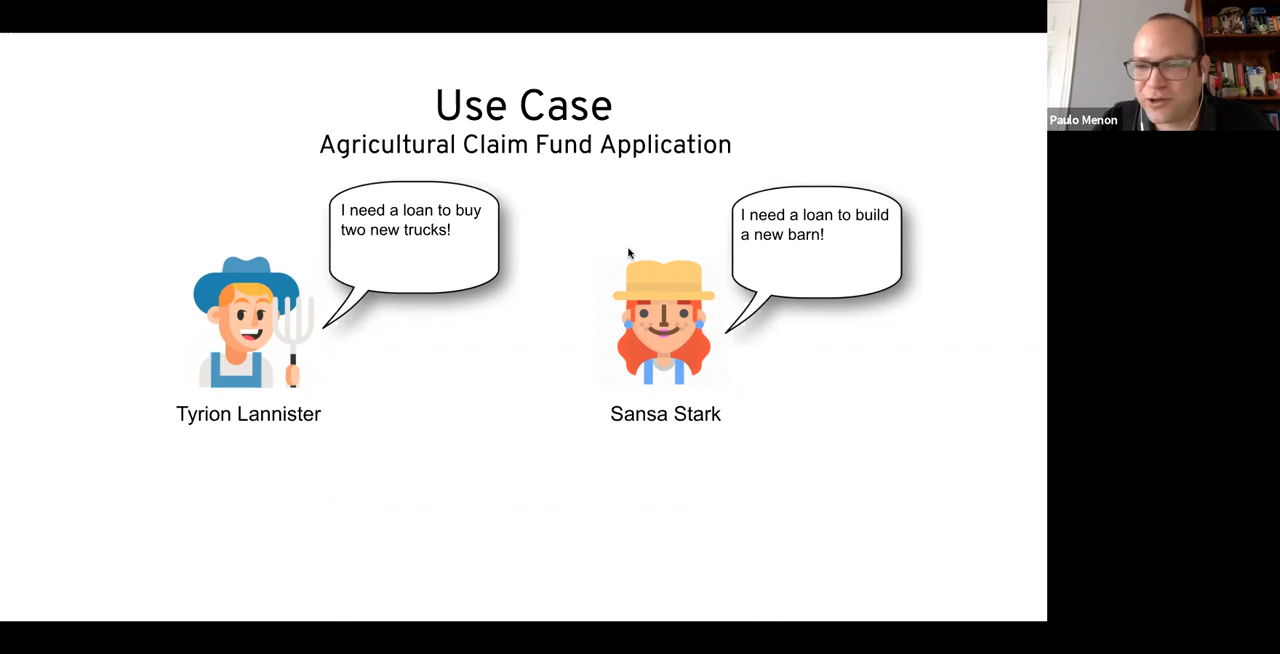 Use Case
Agricultural Claim Fund Application
I need a loan to buy
two new trucks!
I need a loan to build
a new barn!
Tyrion Lannister
Sansa Stark
Paulo Menon